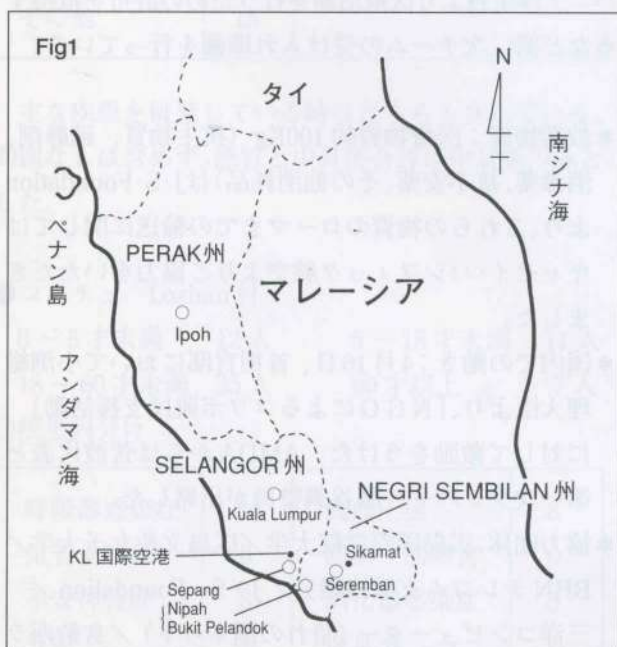 Fig1
N
タイ
南シナ海
ナ島
PERAK州
マレーシア
Ipoh
アンダマ海
SELANGOR州
NEGRI SEMBILAN州
Kuala Lumpur
KL国際空港
Sikamat
Seremban
Sepang
Nipah
Bukit Pelandok